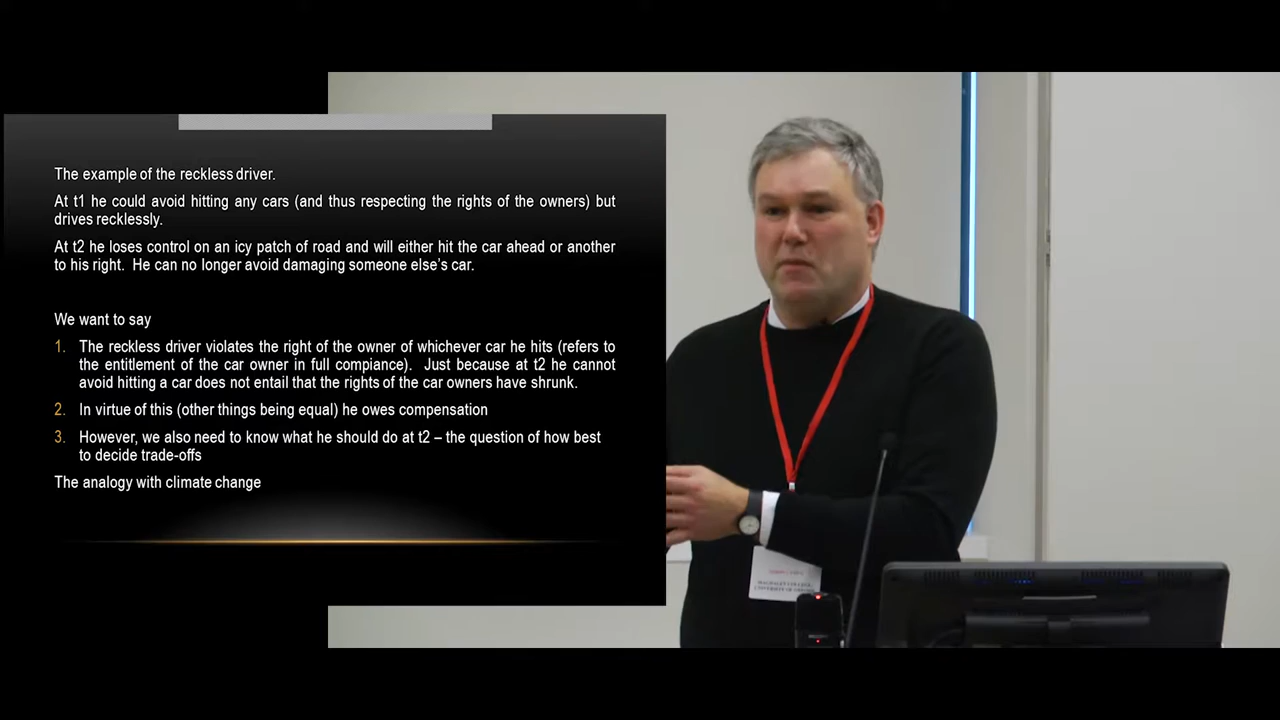 The example of the reckless driver.
At t1 he could avoid hitting any cars (and thus respecting the rights of the owners) but
drives recklessly.
At t2 he loses control on an icy patch of road and will either hit the car ahead or another
to his right. He can no longer avoid damaging someone else's car.
We want to say
1. The reckless driver violates the right of the owner of whichever car he hits (refers to
the entitlement of the car owner in full compiance). Just because at t2 he cannot
avoid hitting a car does not entail that the rights of the car owners have shrunk.
2. In virtue of this (other things being equal) he owes compensation
3. However, we also need to know what he should do at t2 – the question of how best
to decide trade-offs
The analogy with climate change
MAGDALEN COLLEGE,
UNIVERSITY OF OXFORD